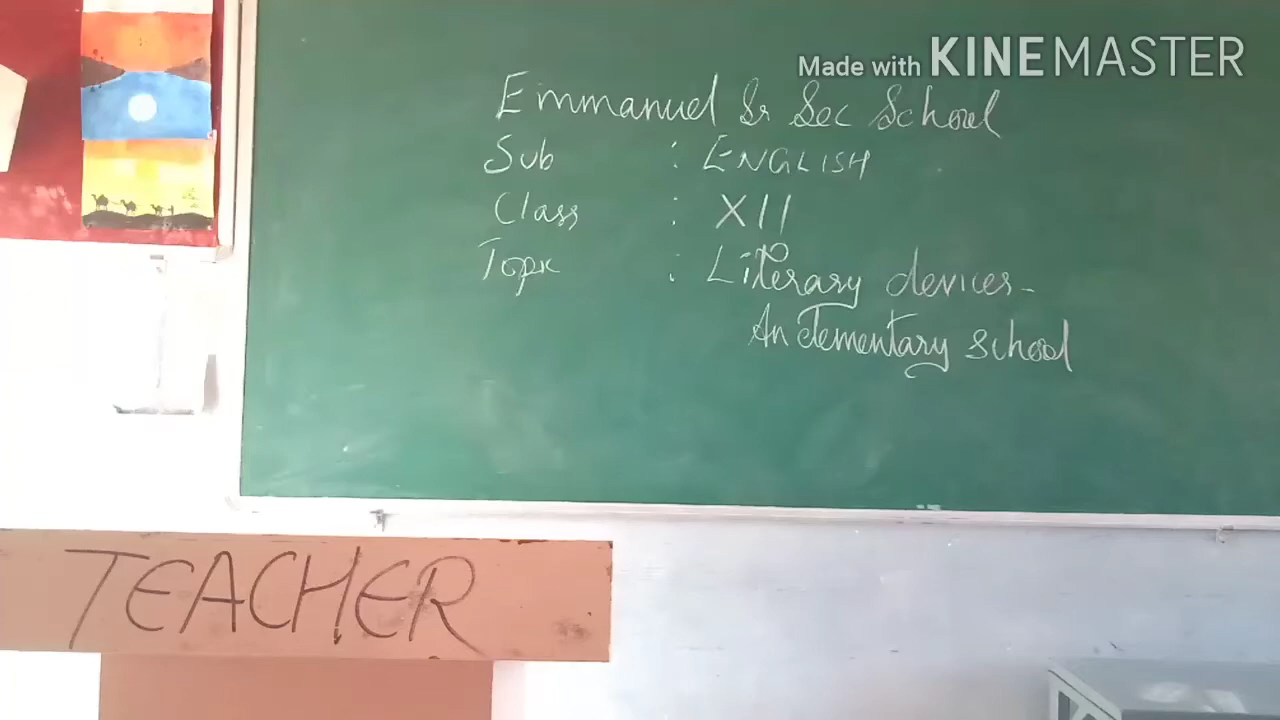 Made with KINEMASTER
Emmanuel Sr Sec School
Sub : ENGLISH
Class : XII
Topic : Literary devices-
An elementary school
TEACHER